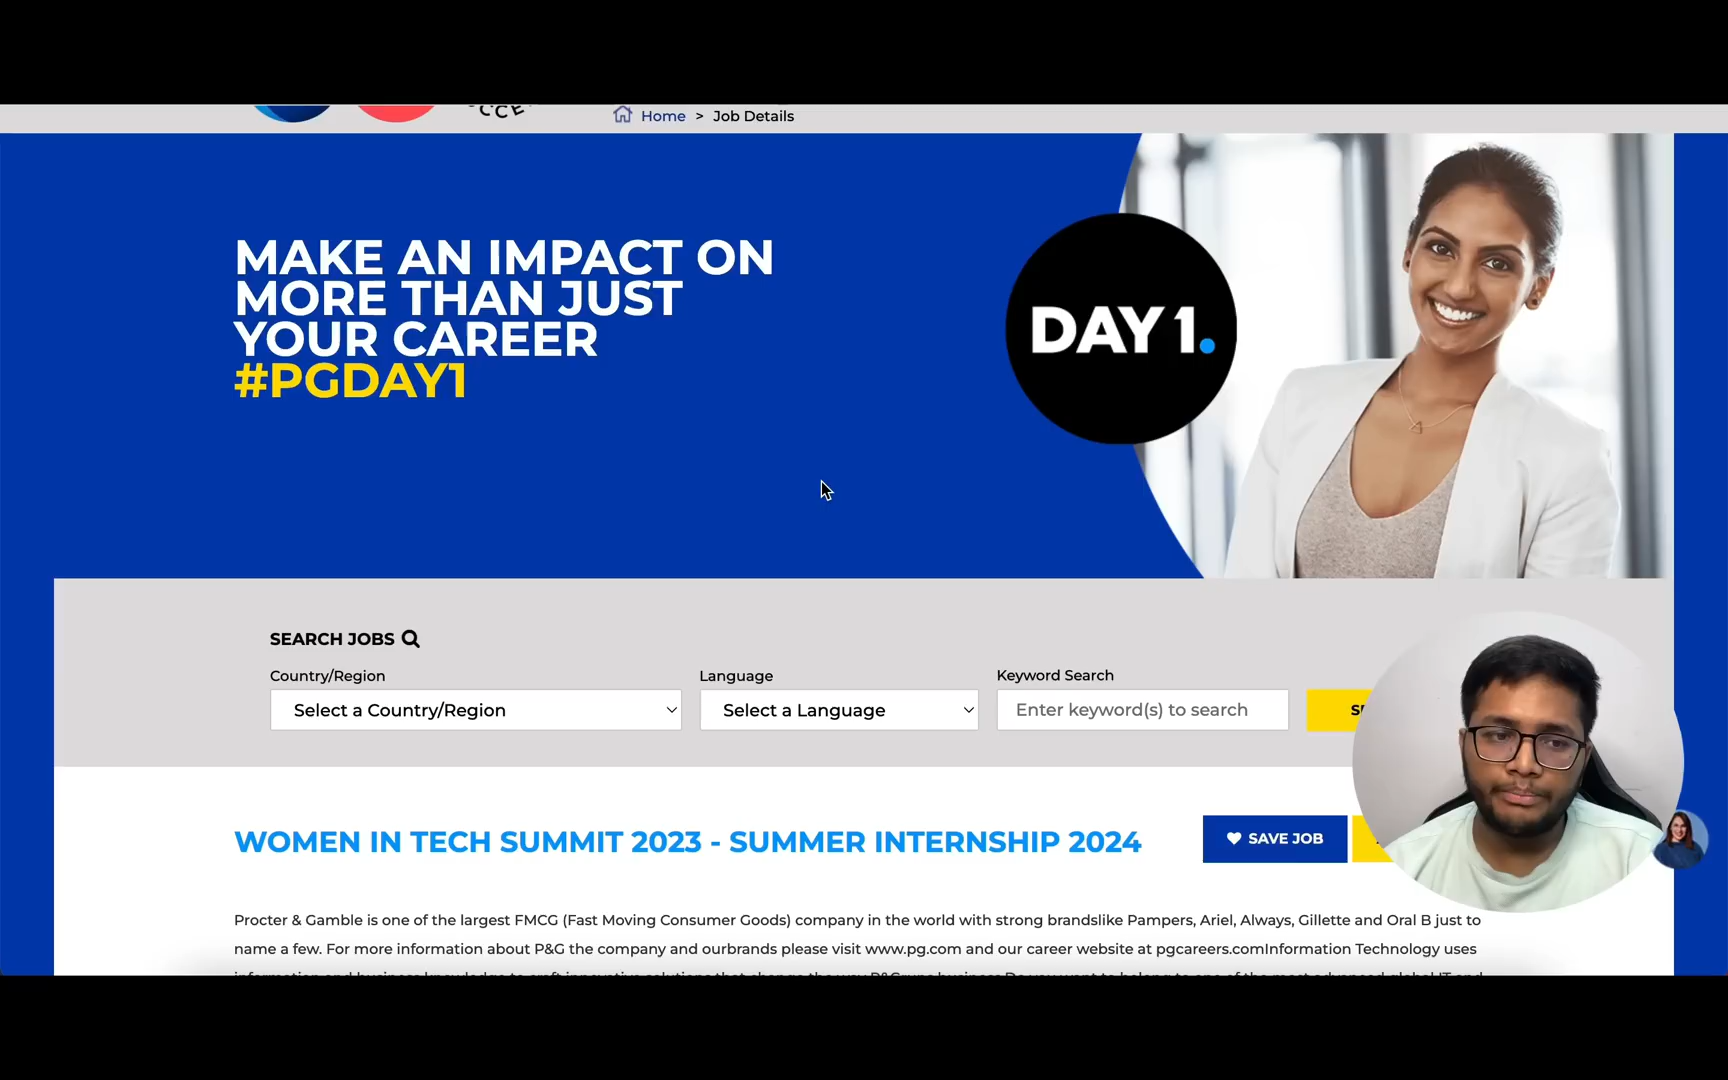 Home > Job Details
MAKE AN IMPACT ON
MORE THAN JUST
YOUR CAREER
#PGDAY1
DAY 1.
SEARCH JOBS
Country/Region
Language
Keyword Search
Select a Country/Region
Select a Language
Enter keyword(s) to search
WOMEN IN TECH SUMMIT 2023 - SUMMER INTERNSHIP 2024
SAVE JOB
Procter & Gamble is one of the largest FMCG (Fast Moving Consumer Goods) company in the world with strong brandslike Pampers, Ariel, Always, Gillette and Oral B just to
name a few. For more information about P&G the company and ourbrands please visit www.pg.com and our career website at pgcareers.comInformation Technology uses